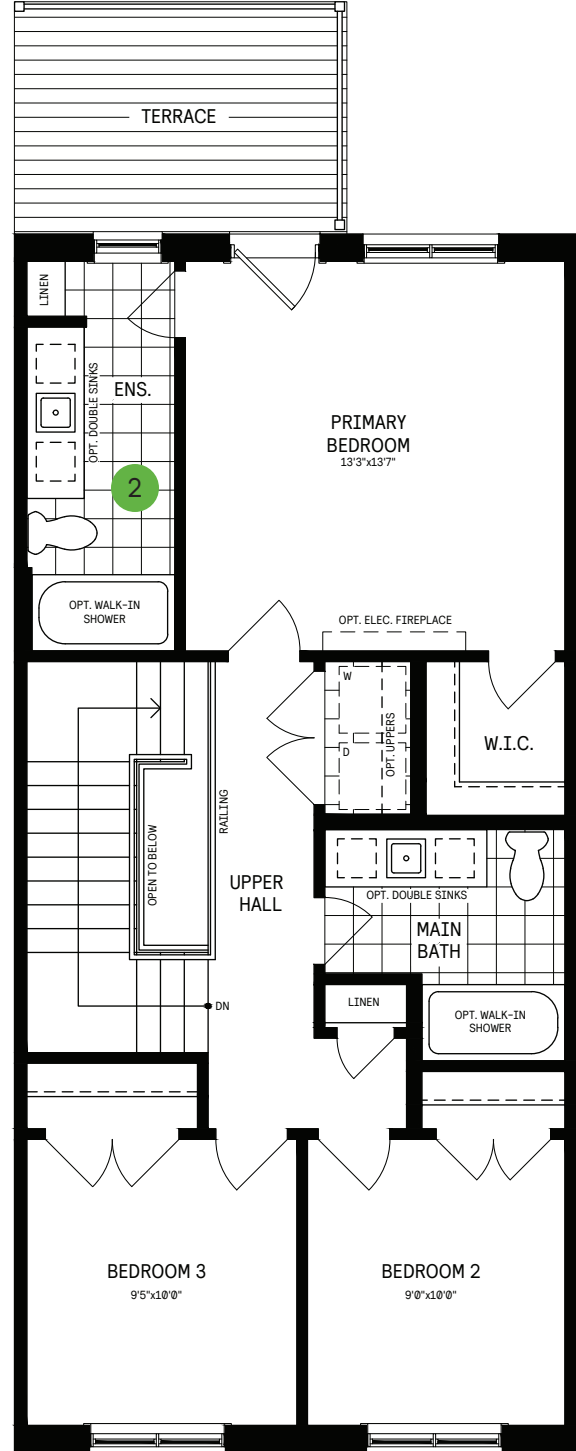 TERRACE
LINEN
ENS.
OPT. DOUBLE SINKS
2
PRIMARY
BEDROOM
13'3"x13'7"
OPT. WALK-IN
SHOWER
OPT. ELEC. FIREPLACE
W
D
OPT. UPPERS
W.I.C.
RAILING
OPEN TO BELOW
UPPER
HALL
OPT. DOUBLE SINKS
MAIN
BATH
DN
LINEN
OPT. WALK-IN
SHOWER
BEDROOM 3
9'5"x10'0"
BEDROOM 2
9'0"x10'0"